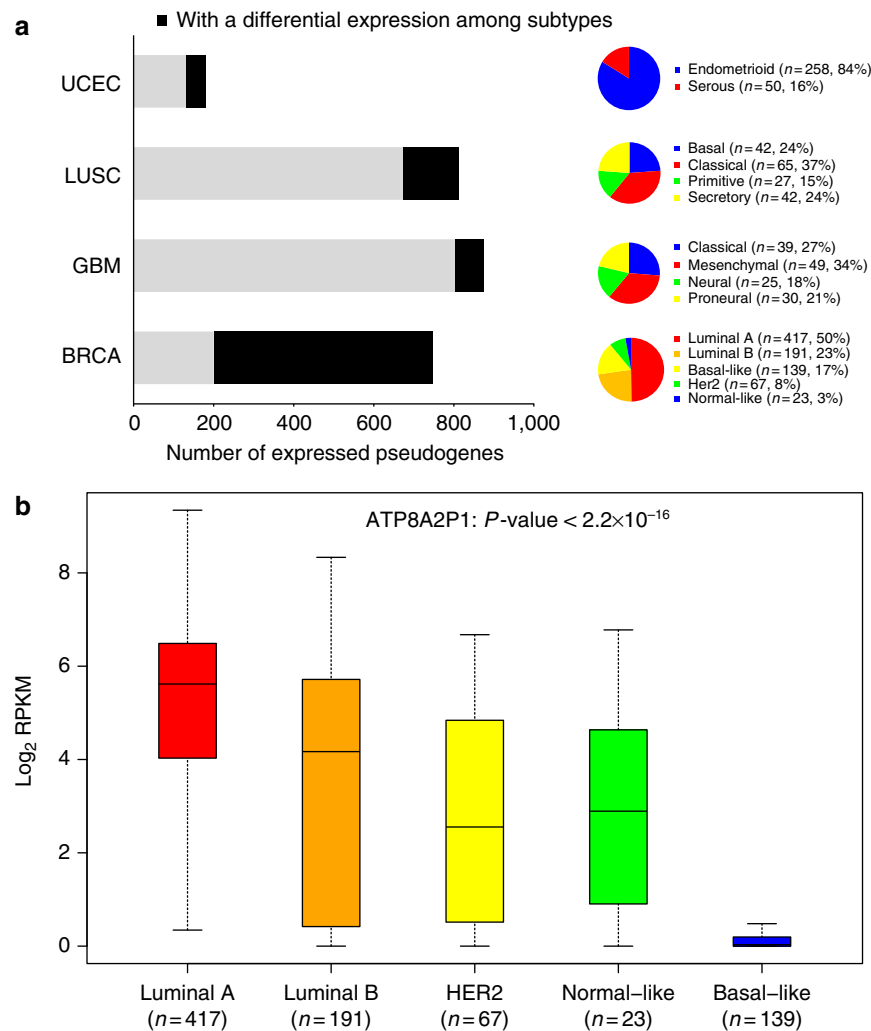 a
■ With a differential expression among subtypes
UCEC
LUSC
GBM
BRCA
0 200 400 600 800 1,000
Number of expressed pseudogenes
Endometrioid (n=258, 84%)
Serous (n=50, 16%)
Basal (n=42, 24%)
Classical (n=65, 37%)
Primitive (n=27, 15%)
Secretory (n=42, 24%)
Classical (n=39, 27%)
Mesenchymal (n=49, 34%)
Neural (n=25, 18%)
Proneural (n=30, 21%)
Luminal A (n=417, 50%)
Luminal B (n=191, 23%)
Basal-like (n=139, 17%)
Her2 (n=67, 8%)
Normal-like (n=23, 3%)
b
ATP8A2P1: P-value < 2.2×10⁻¹⁶
Log₂ RPKM
8
6
4
2
0
Luminal A Luminal B HER2 Normal–like Basal–like
(n=417) (n=191) (n=67) (n=23) (n=139)